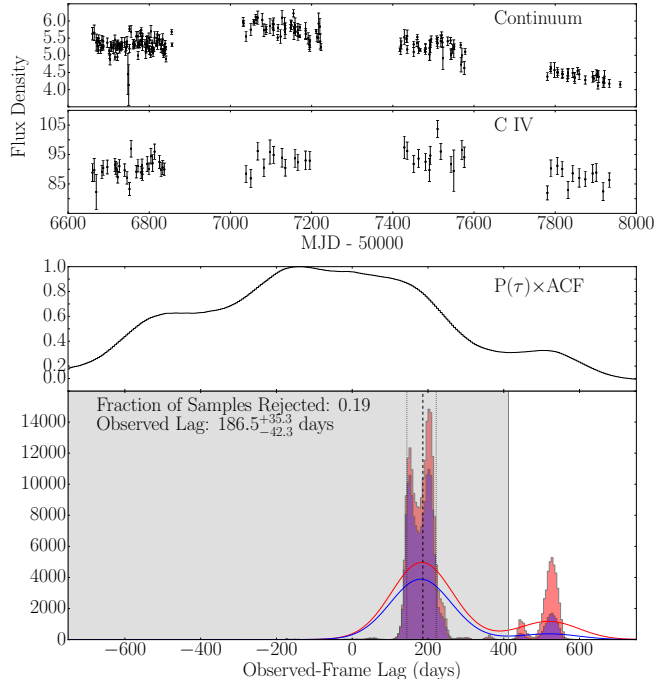 6.0
5.5
5.0
4.5
4.0
Continuum
Flux Density
105
95
85
C IV
6600 6800 7000 7200 7400 7600 7800 8000
MJD - 50000
1.0
0.8
0.6
0.4
0.2
0.0
P(τ)×ACF
14000
12000
10000
8000
6000
4000
2000
0
Fraction of Samples Rejected: 0.19
Observed Lag: 186.5+35.3−42.3 days
−600 −400 −200 0 200 400 600
Observed-Frame Lag (days)